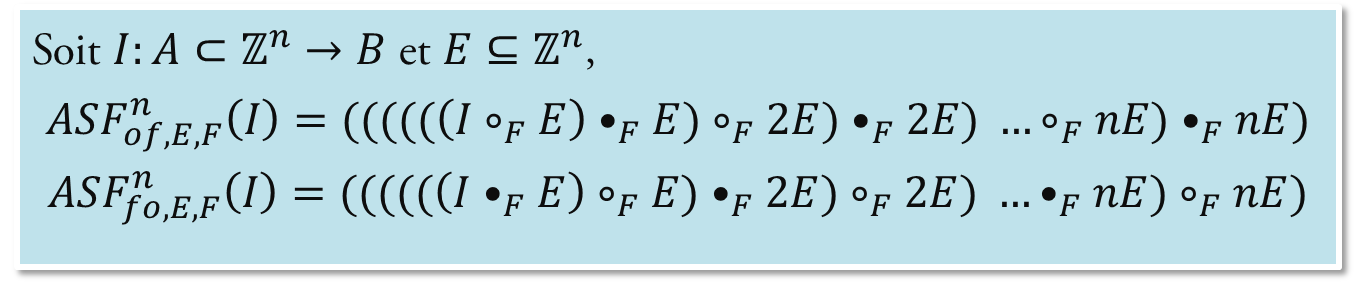 Soit I: A ⊂ ℤⁿ → B et E ⊆ ℤⁿ,
ASFⁿ_{of,E,F}(I) = ((((((I ∘_F E) •_F E) ∘_F 2E) •_F 2E) … ∘_F nE) •_F nE)
ASFⁿ_{fo,E,F}(I) = ((((((I •_F E) ∘_F E) •_F 2E) ∘_F 2E) … •_F nE) ∘_F nE)